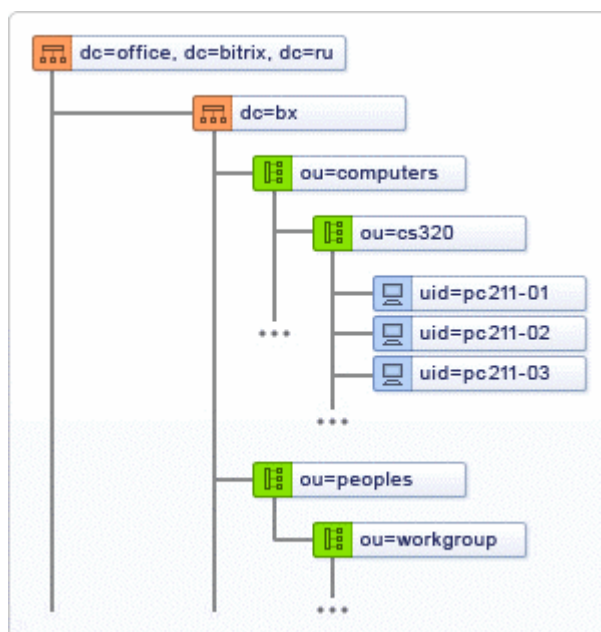 dc=office, dc=bitrix, dc=ru
dc=bx
ou=computers
ou=cs320
uid=pc211-01
uid=pc211-02
uid=pc211-03
ou=peoples
ou=workgroup